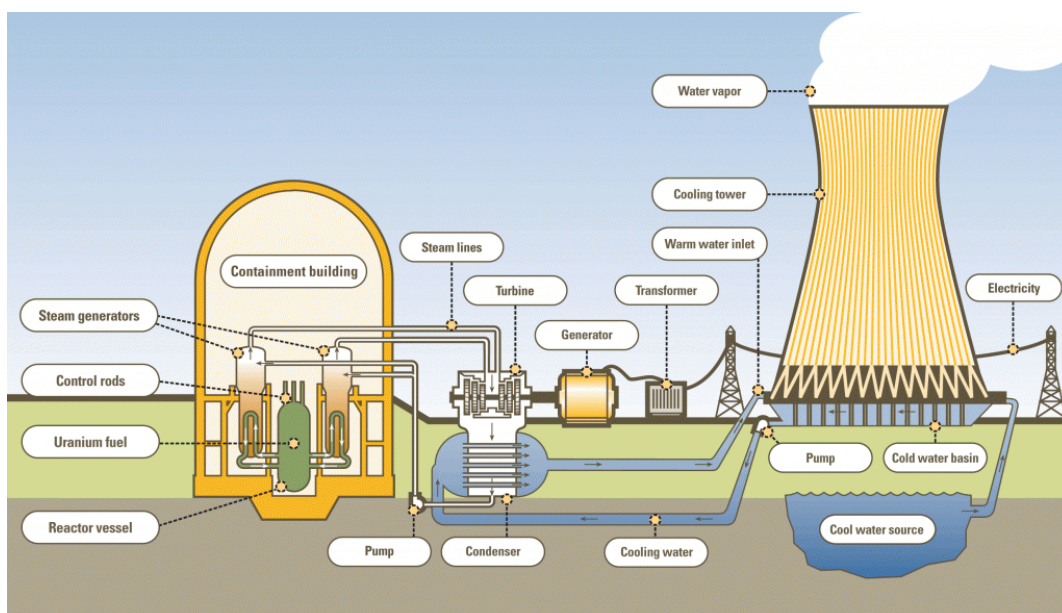 Water vapor
Cooling tower
Steam lines
Warm water inlet
Containment building
Turbine
Transformer
Electricity
Steam generators
Generator
Control rods
Uranium fuel
Pump
Cold water basin
Reactor vessel
Cool water source
Pump
Condenser
Cooling water